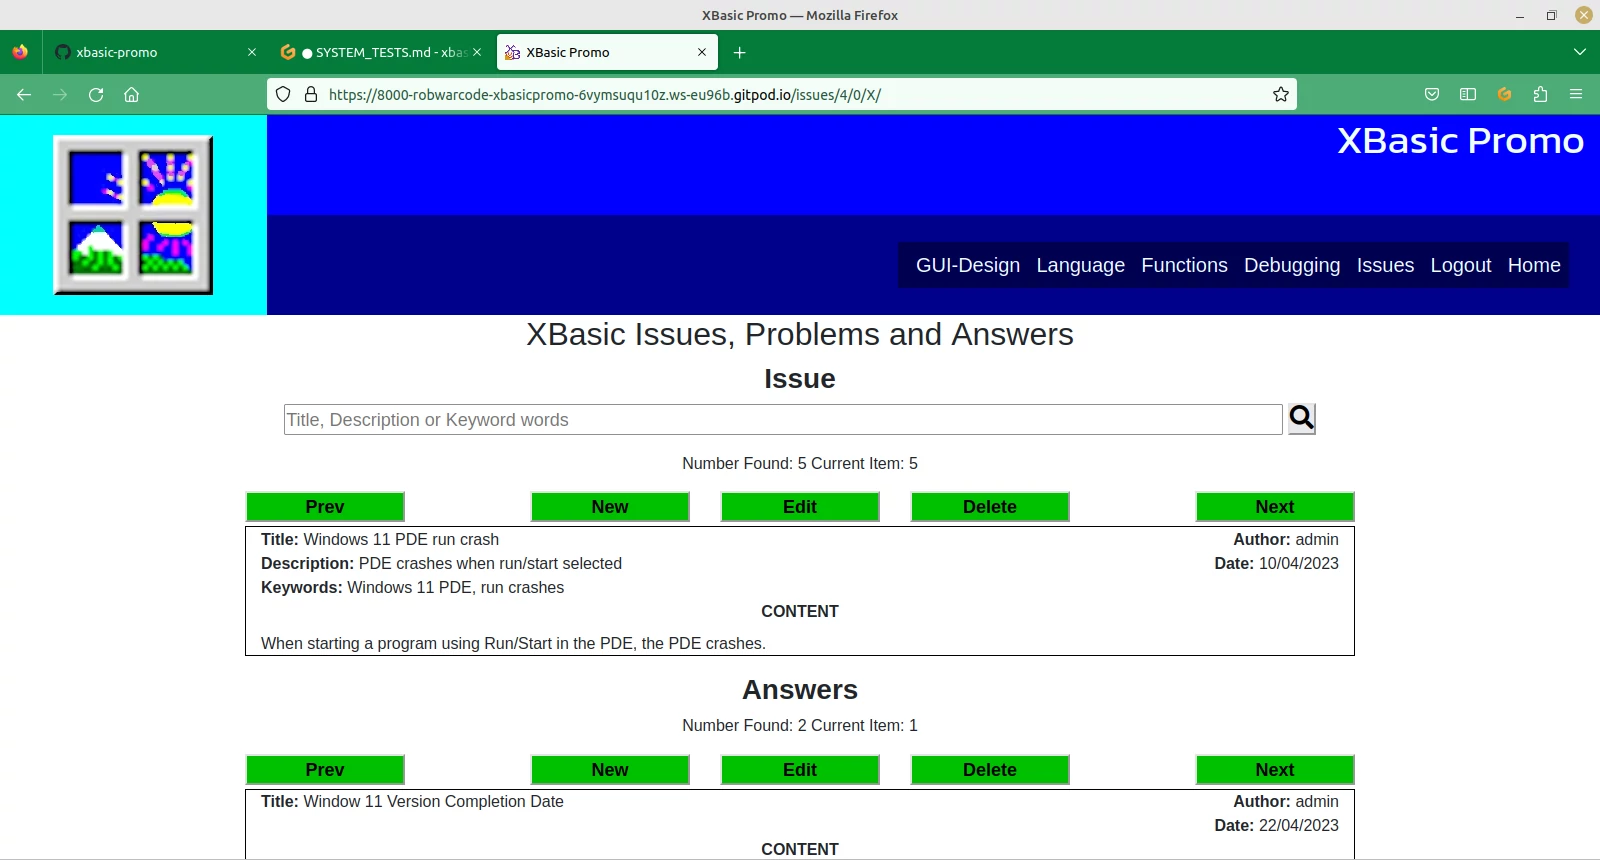 XBasic Promo — Mozilla Firefox
xbasic-promo
SYSTEM_TESTS.md - xbas
XBasic Promo
https://8000-robwarcode-xbasicpromo-6vymsuqu10z.ws-eu96b.gitpod.io/issues/4/0/X/
XBasic Promo
GUI-Design Language Functions Debugging Issues Logout Home
XBasic Issues, Problems and Answers
Issue
Title, Description or Keyword words
Number Found: 5 Current Item: 5
Prev New Edit Delete Next
Title: Windows 11 PDE run crash Author: admin
Description: PDE crashes when run/start selected Date: 10/04/2023
Keywords: Windows 11 PDE, run crashes
CONTENT
When starting a program using Run/Start in the PDE, the PDE crashes.
Answers
Number Found: 2 Current Item: 1
Prev New Edit Delete Next
Title: Window 11 Version Completion Date Author: admin
Date: 22/04/2023
CONTENT